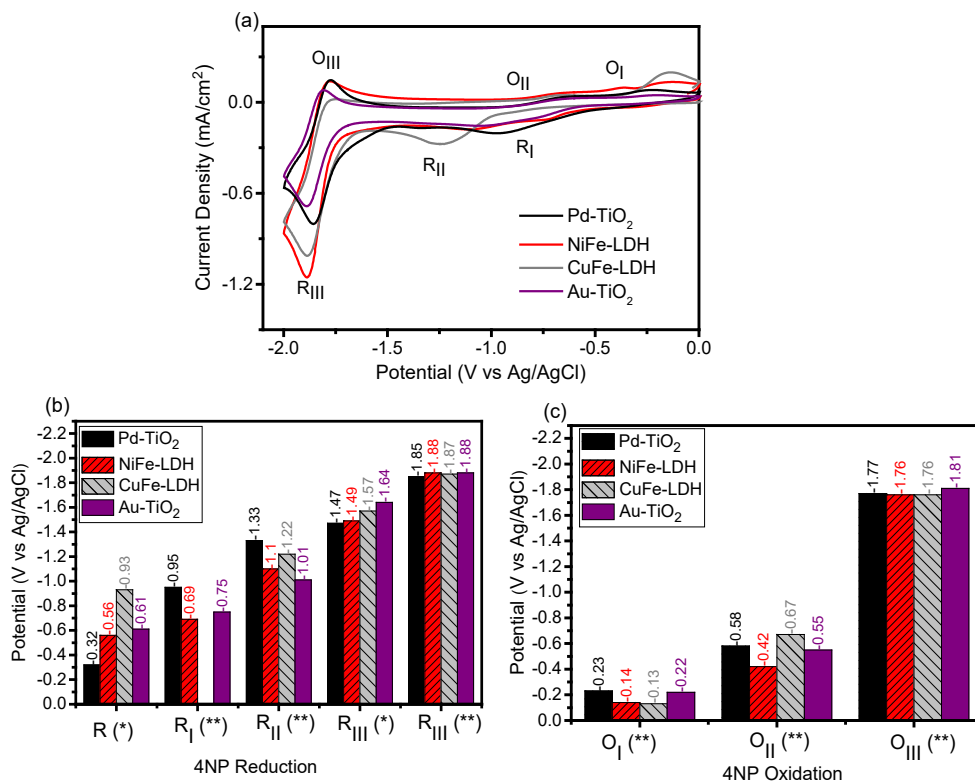 (a)
O_III
O_II
O_I
0.0
-0.6
-1.2
Current Density (mA/cm²)
R_III
R_II
R_I
Pd-TiO₂
NiFe-LDH
CuFe-LDH
Au-TiO₂
-2.0 -1.5 -1.0 -0.5 0.0
Potential (V vs Ag/AgCl)
(b)
Pd-TiO₂
NiFe-LDH
CuFe-LDH
Au-TiO₂
-2.2
-2.0
-1.8
-1.6
-1.4
-1.2
-1.0
-0.8
-0.6
-0.4
-0.2
0.0
Potential (V vs Ag/AgCl)
-0.32 -0.56 -0.93 -0.61
-0.95 -0.69 -0.75
-1.33 -1.1 -1.22 -1.01
-1.47 -1.49 -1.57 -1.64
-1.85 -1.88 -1.87 -1.88
R (*) R_I (**) R_II (**) R_III (*) R_III (**)
4NP Reduction
(c)
Pd-TiO₂
NiFe-LDH
CuFe-LDH
Au-TiO₂
-2.2
-2.0
-1.8
-1.6
-1.4
-1.2
-1.0
-0.8
-0.6
-0.4
-0.2
0.0
Potential (V vs Ag/AgCl)
-0.23 -0.14 -0.13 -0.22
-0.58 -0.42 -0.67 -0.55
-1.77 -1.76 -1.76 -1.81
O_I (**) O_II (**) O_III (**)
4NP Oxidation